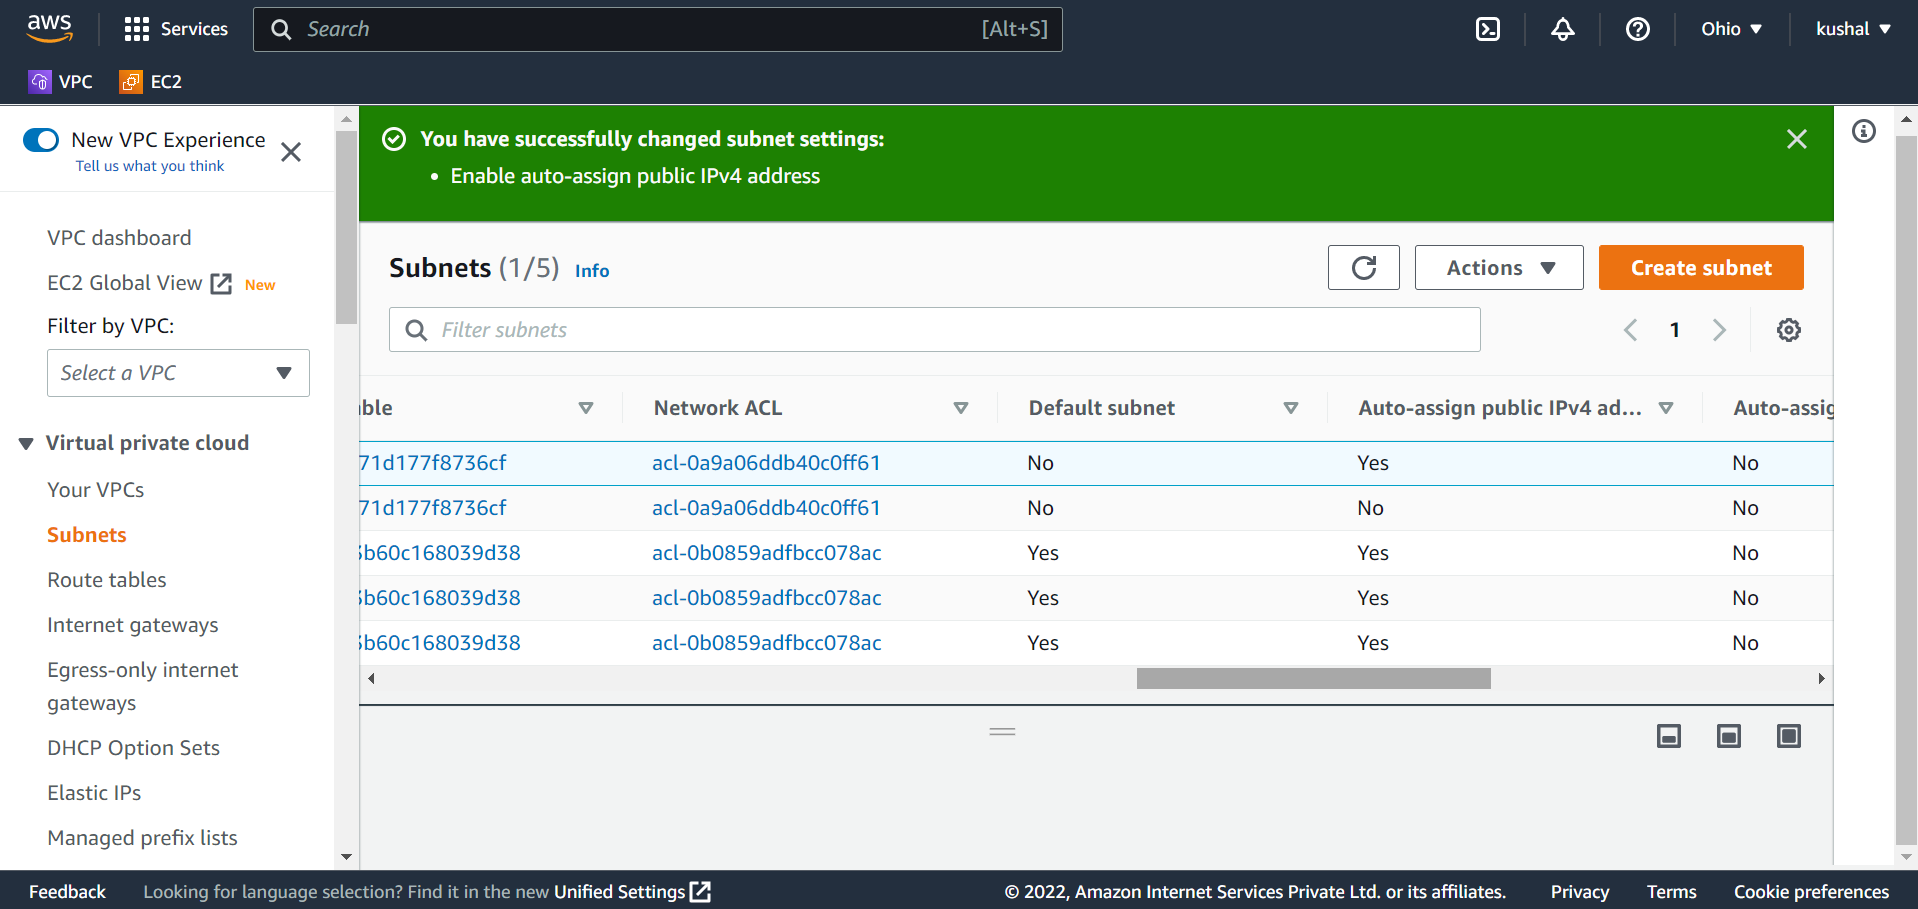 aws
Services
Search
[Alt+S]
Ohio
kushal
VPC
EC2
New VPC Experience
Tell us what you think
VPC dashboard
EC2 Global View New
Filter by VPC:
Select a VPC
Virtual private cloud
Your VPCs
Subnets
Route tables
Internet gateways
Egress-only internet
gateways
DHCP Option Sets
Elastic IPs
Managed prefix lists
You have successfully changed subnet settings:
• Enable auto-assign public IPv4 address
Subnets (1/5) Info
Actions
Create subnet
Filter subnets
1
ble Network ACL Default subnet Auto-assign public IPv4 ad... Auto-assig
71d177f8736cf acl-0a9a06ddb40c0ff61 No Yes No
71d177f8736cf acl-0a9a06ddb40c0ff61 No No No
b60c168039d38 acl-0b0859adfbcc078ac Yes Yes No
b60c168039d38 acl-0b0859adfbcc078ac Yes Yes No
b60c168039d38 acl-0b0859adfbcc078ac Yes Yes No
Feedback Looking for language selection? Find it in the new Unified Settings © 2022, Amazon Internet Services Private Ltd. or its affiliates. Privacy Terms Cookie preferences